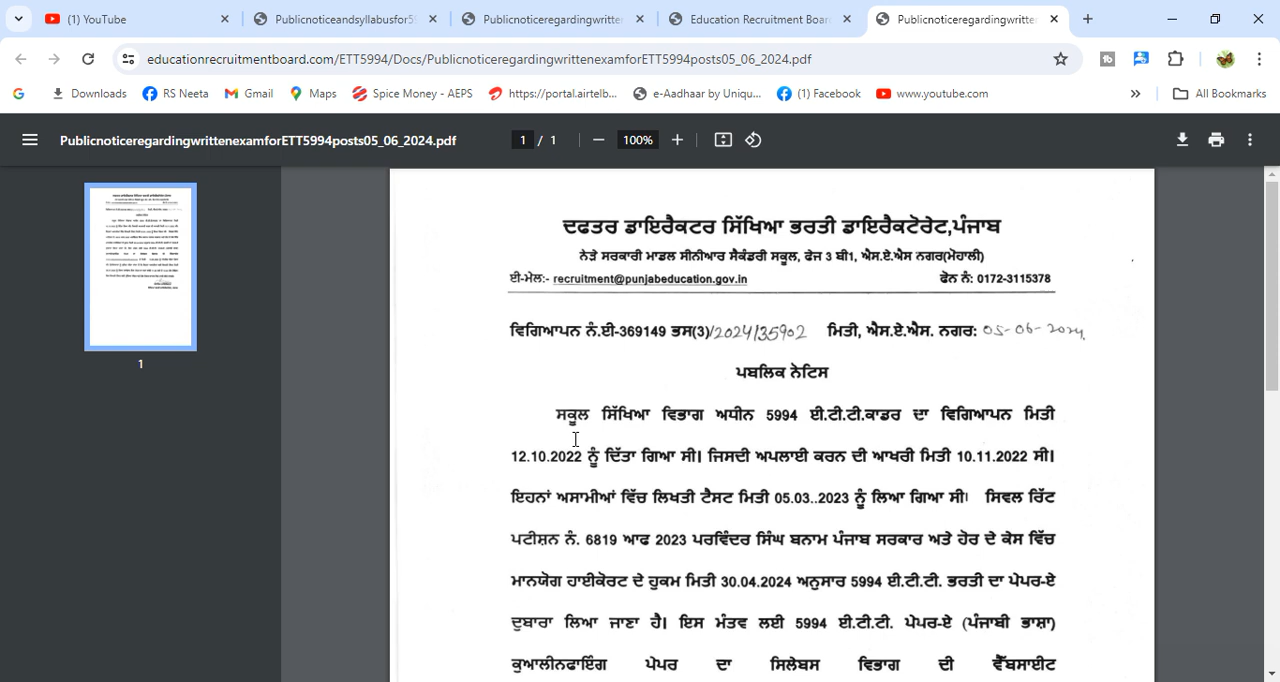 (1) YouTube
Publicnoticeandsyllabusfor5
Publicnoticeregardingwritte
Education Recruitment Boar
Publicnoticeregardingwritte
educationrecruitmentboard.com/ETT5994/Docs/PublicnoticeregardingwrittenexamforETT5994posts05_06_2024.pdf
Downloads
RS Neeta
Gmail
Maps
Spice Money - AEPS
https://portal.airtelb...
e-Aadhaar by Uniqu...
(1) Facebook
www.youtube.com
All Bookmarks
PublicnoticeregardingwrittenexamforETT5994posts05_06_2024.pdf
1 / 1
100%
1
ਦਫਤਰ ਡਾਇਰੈਕਟਰ ਸਿੱਖਿਆ ਭਰਤੀ ਡਾਇਰੈਕਟੋਰੇਟ,ਪੰਜਾਬ
ਨੇੜੇ ਸਰਕਾਰੀ ਮਾਡਲ ਸੀਨੀਆਰ ਸੈਕੰਡਰੀ ਸਕੂਲ, ਫੇਜ 3 ਬੀ1, ਐਸ.ਏ.ਐਸ ਨਗਰ(ਮੋਹਾਲੀ)
ਈ-ਮੇਲ:- recruitment@punjabeducation.gov.in ਫੋਨ ਨੰ: 0172-3115378
ਵਿਗਿਆਪਨ ਨੰ.ਈ-369149 ਭਸ(3)/2024/35902 ਮਿਤੀ, ਐਸ.ਏ.ਐਸ. ਨਗਰ: 05-06-2024
ਪਬਲਿਕ ਨੋਟਿਸ
ਸਕੂਲ ਸਿੱਖਿਆ ਵਿਭਾਗ ਅਧੀਨ 5994 ਈ.ਟੀ.ਟੀ.ਕਾਡਰ ਦਾ ਵਿਗਿਆਪਨ ਮਿਤੀ
12.10.2022 ਨੂੰ ਦਿੱਤਾ ਗਿਆ ਸੀ। ਜਿਸਦੀ ਅਪਲਾਈ ਕਰਨ ਦੀ ਆਖਰੀ ਮਿਤੀ 10.11.2022 ਸੀ।
ਇਹਨਾਂ ਅਸਾਮੀਆਂ ਵਿੱਚ ਲਿਖਤੀ ਟੈਸਟ ਮਿਤੀ 05.03..2023 ਨੂੰ ਲਿਆ ਗਿਆ ਸੀ। ਸਿਵਲ ਰਿੱਟ
ਪਟੀਸ਼ਨ ਨੰ. 6819 ਆਫ 2023 ਪਰਵਿੰਦਰ ਸਿੰਘ ਬਨਾਮ ਪੰਜਾਬ ਸਰਕਾਰ ਅਤੇ ਹੋਰ ਦੇ ਕੇਸ ਵਿੱਚ
ਮਾਨਯੋਗ ਹਾਈਕੋਰਟ ਦੇ ਹੁਕਮ ਮਿਤੀ 30.04.2024 ਅਨੁਸਾਰ 5994 ਈ.ਟੀ.ਟੀ. ਭਰਤੀ ਦਾ ਪੇਪਰ-ਏ
ਦੁਬਾਰਾ ਲਿਆ ਜਾਣਾ ਹੈ। ਇਸ ਮੰਤਵ ਲਈ 5994 ਈ.ਟੀ.ਟੀ. ਪੇਪਰ-ਏ (ਪੰਜਾਬੀ ਭਾਸ਼ਾ)
ਕੁਆਲੀਨਫਾਇੰਗ ਪੇਪਰ ਦਾ ਸਿਲੇਬਸ ਵਿਭਾਗ ਦੀ ਵੈੱਬਸਾਈਟ